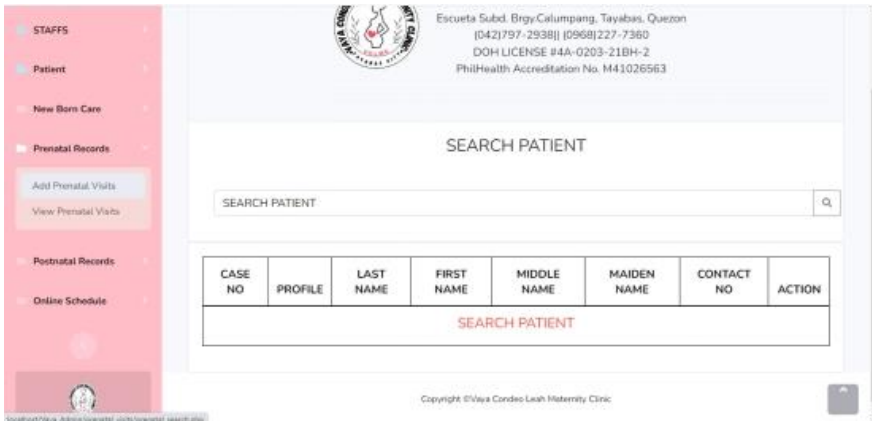 STAFFS
Patient
New Born Care
Prenatal Records
Add Prenatal Visits
View Prenatal Visits
Postnatal Records
Online Schedule
Escueta Subd. Brgy.Calumpang, Tayabas, Quezon
(042)797-2938|| (0968)227-7360
DOH LICENSE #4A-0203-21BH-2
PhilHealth Accreditation No. M41026563
SEARCH PATIENT
SEARCH PATIENT
CASE NO PROFILE LAST NAME FIRST NAME MIDDLE NAME MAIDEN NAME CONTACT NO ACTION
SEARCH PATIENT
Copyright ©Vaya Condeo Leah Maternity Clinic